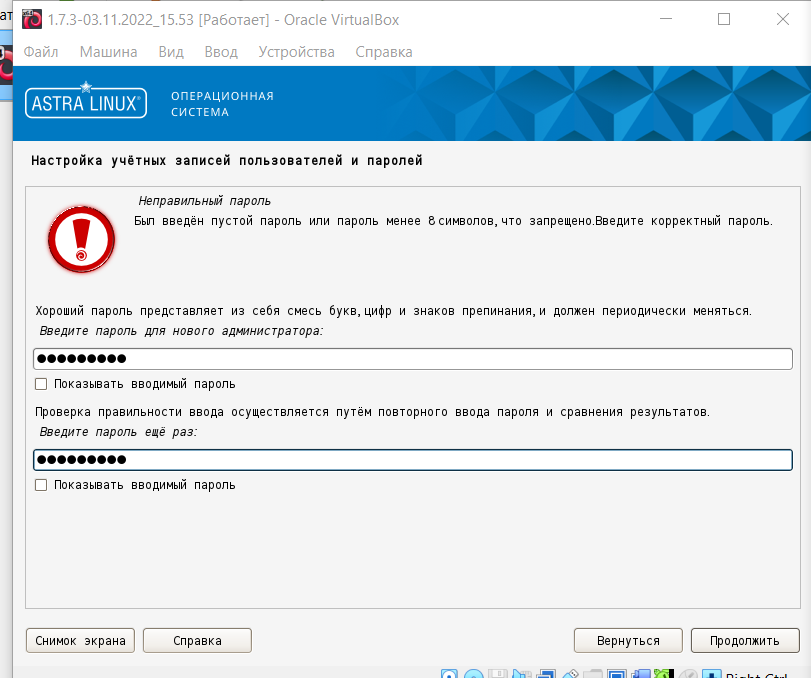 ат
1.7.3-03.11.2022_15.53 [Работает] - Oracle VirtualBox
Файл Машина Вид Ввод Устройства Справка
ASTRA LINUX®
ОПЕРАЦИОННАЯ
СИСТЕМА
Настройка учётных записей пользователей и паролей
Неправильный пароль
Был введён пустой пароль или пароль менее 8 символов, что запрещено.Введите корректный пароль.
Хороший пароль представляет из себя смесь букв, цифр и знаков препинания, и должен периодически меняться.
Введите пароль для нового администратора:
●●●●●●●●●
Показывать вводимый пароль
Проверка правильности ввода осуществляется путём повторного ввода пароля и сравнения результатов.
Введите пароль ещё раз:
●●●●●●●●●
Показывать вводимый пароль
Снимок экрана Справка Вернуться Продолжить
Right Ctrl